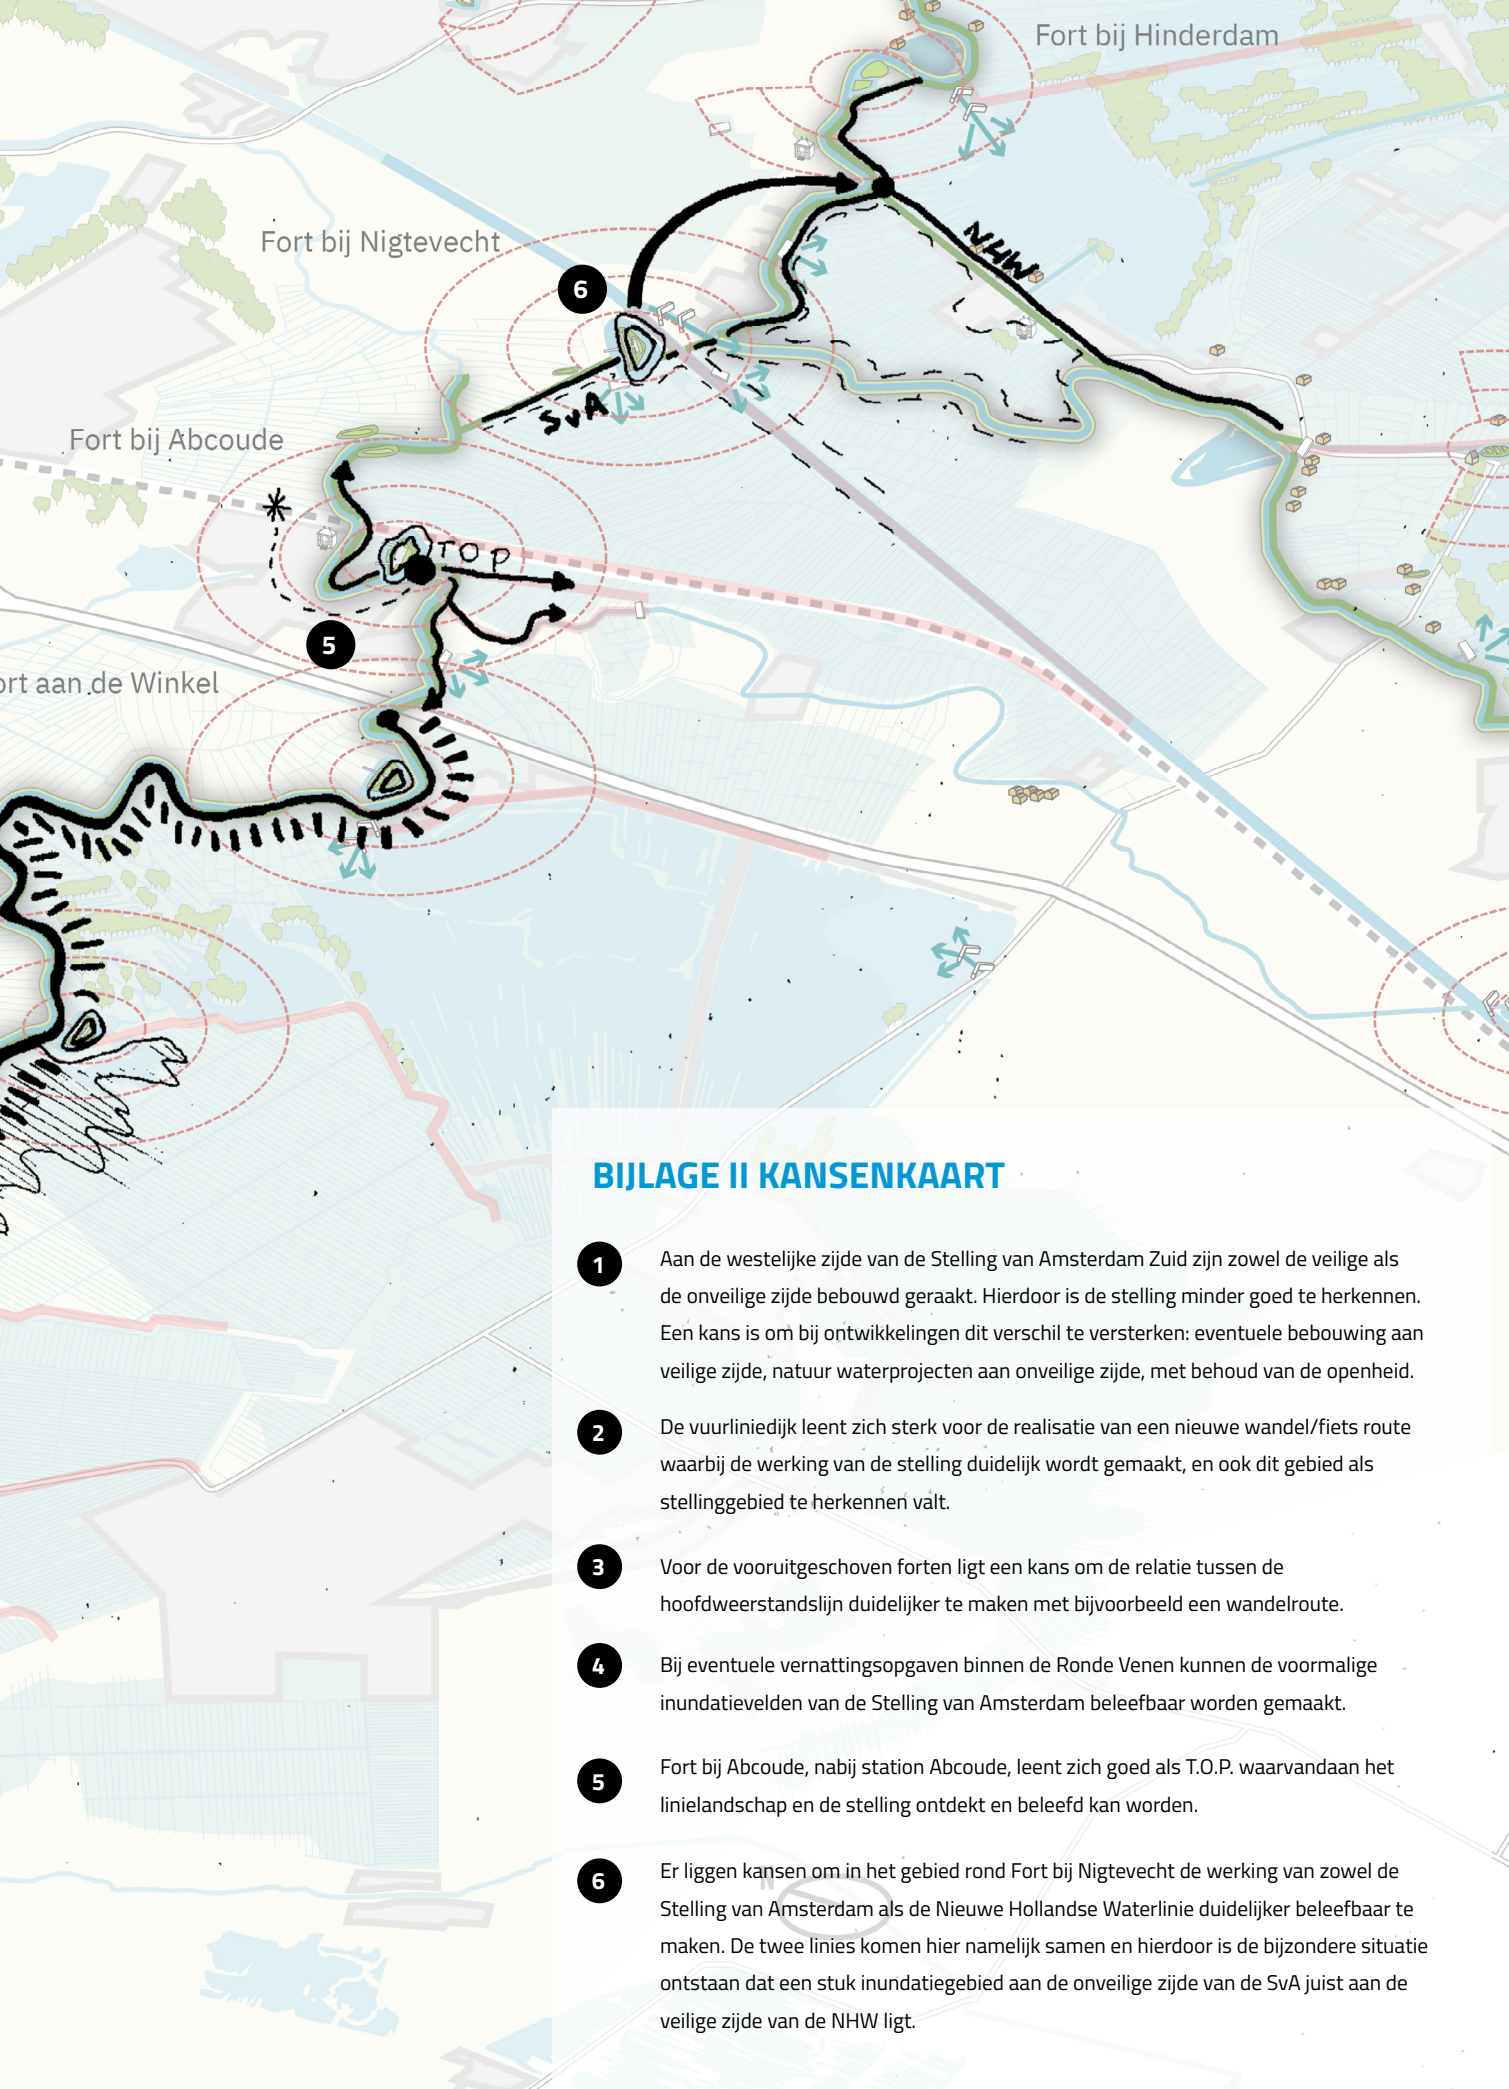 Fort bij Hinderdam
Fort bij Nigtevecht
6
NHW
SvA
Fort bij Abcoude
TOP
5
ort aan de Winkel
BIJLAGE II KANSENKAART
1
Aan de westelijke zijde van de Stelling van Amsterdam Zuid zijn zowel de veilige als
de onveilige zijde bebouwd geraakt. Hierdoor is de stelling minder goed te herkennen.
Een kans is om bij ontwikkelingen dit verschil te versterken: eventuele bebouwing aan
veilige zijde, natuur waterprojecten aan onveilige zijde, met behoud van de openheid.
2
De vuurliniedijk leent zich sterk voor de realisatie van een nieuwe wandel/fiets route
waarbij de werking van de stelling duidelijk wordt gemaakt, en ook dit gebied als
stellinggebied te herkennen valt.
3
Voor de vooruitgeschoven forten ligt een kans om de relatie tussen de
hoofdweerstandslijn duidelijker te maken met bijvoorbeeld een wandelroute.
4
Bij eventuele vernattingsopgaven binnen de Ronde Venen kunnen de voormalige
inundatievelden van de Stelling van Amsterdam beleefbaar worden gemaakt.
5
Fort bij Abcoude, nabij station Abcoude, leent zich goed als T.O.P. waarvandaan het
linielandschap en de stelling ontdekt en beleefd kan worden.
6
Er liggen kansen om in het gebied rond Fort bij Nigtevecht de werking van zowel de
Stelling van Amsterdam als de Nieuwe Hollandse Waterlinie duidelijker beleefbaar te
maken. De twee linies komen hier namelijk samen en hierdoor is de bijzondere situatie
ontstaan dat een stuk inundatiegebied aan de onveilige zijde van de SvA juist aan de
veilige zijde van de NHW ligt.
N